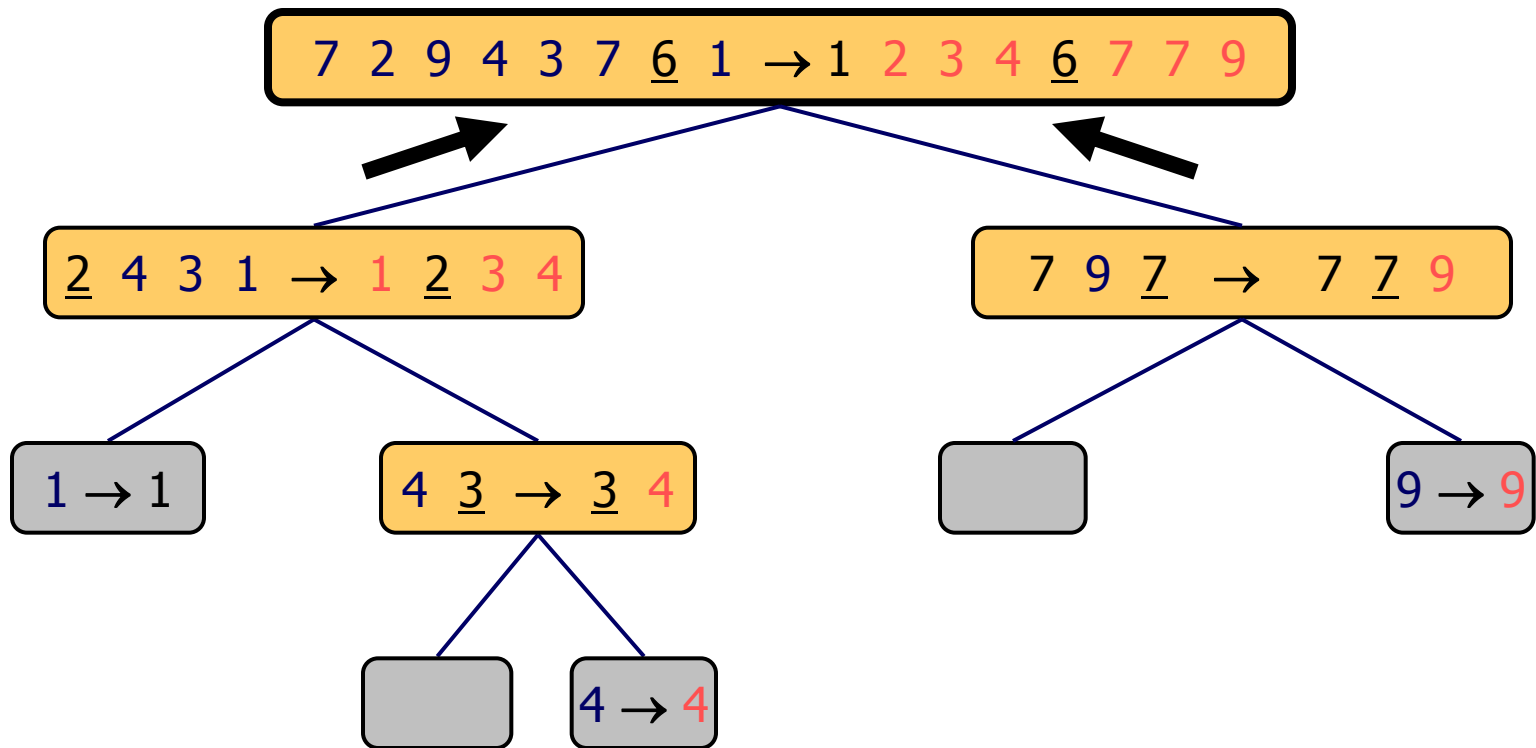 7 2 9 4 3 7 6 1 → 1 2 3 4 6 7 7 9
2 4 3 1 → 1 2 3 4
7 9 7 → 7 7 9
1 → 1
4 3 → 3 4
9 → 9
4 → 4